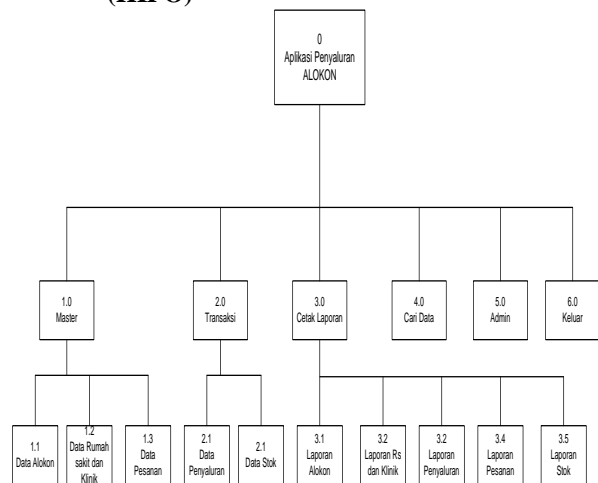 0
Aplikasi Penyaluran
ALOKON
1.0
Master
2.0
Transaksi
3.0
Cetak Laporan
4.0
Cari Data
5.0
Admin
6.0
Keluar
1.1
Data Alokon
1.2
Data Rumah
sakit dan
Klinik
1.3
Data
Pesanan
2.1
Data
Penyaluran
2.1
Data Stok
3.1
Laporan
Alokon
3.2
Laporan Rs
dan Klinik
3.2
Laporan
Penyaluran
3.4
Laporan
Pesanan
3.5
Laporan
Stok